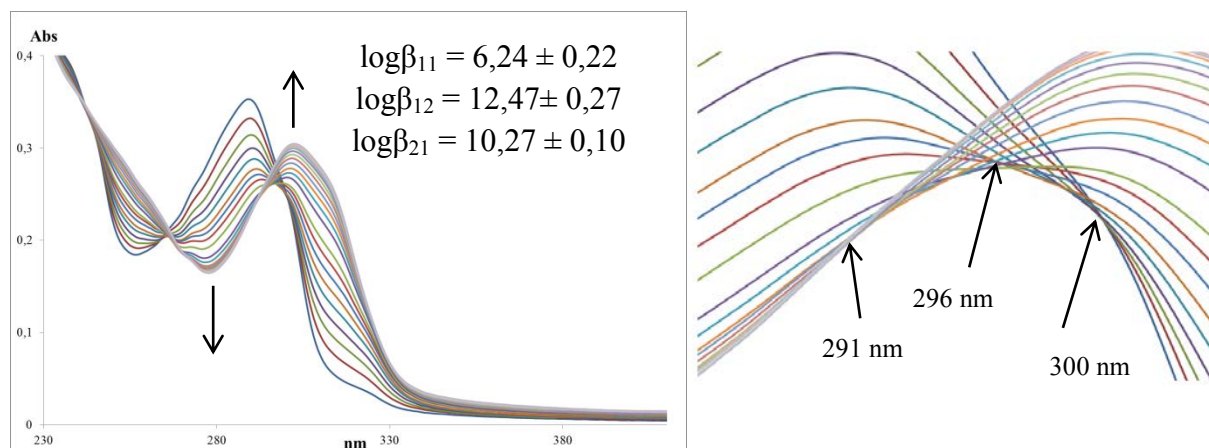 Abs
0,4
0,3
0,2
0,1
0
230
280
nm
330
380
logβ₁₁ = 6,24 ± 0,22
logβ₁₂ = 12,47± 0,27
logβ₂₁ = 10,27 ± 0,10
291 nm
296 nm
300 nm